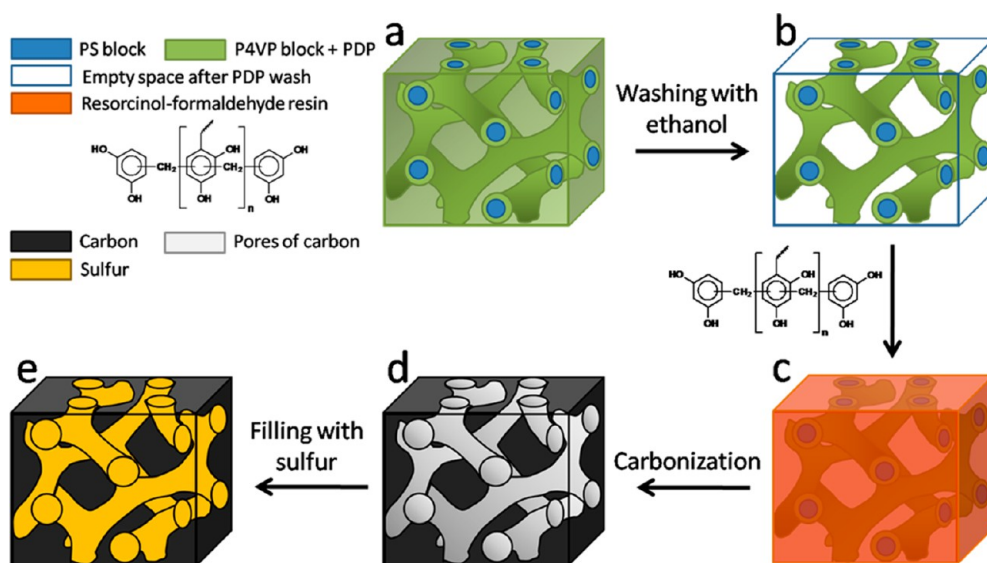 PS block
P4VP block + PDP
Empty space after PDP wash
Resorcinol-formaldehyde resin
HO
OH
CH₂
OH
OH
CH₂
n
OH
OH
Carbon
Pores of carbon
Sulfur
a
Washing with
ethanol
b
HO
OH
CH₂
OH
OH
CH₂
n
OH
OH
c
Carbonization
d
Filling with
sulfur
e